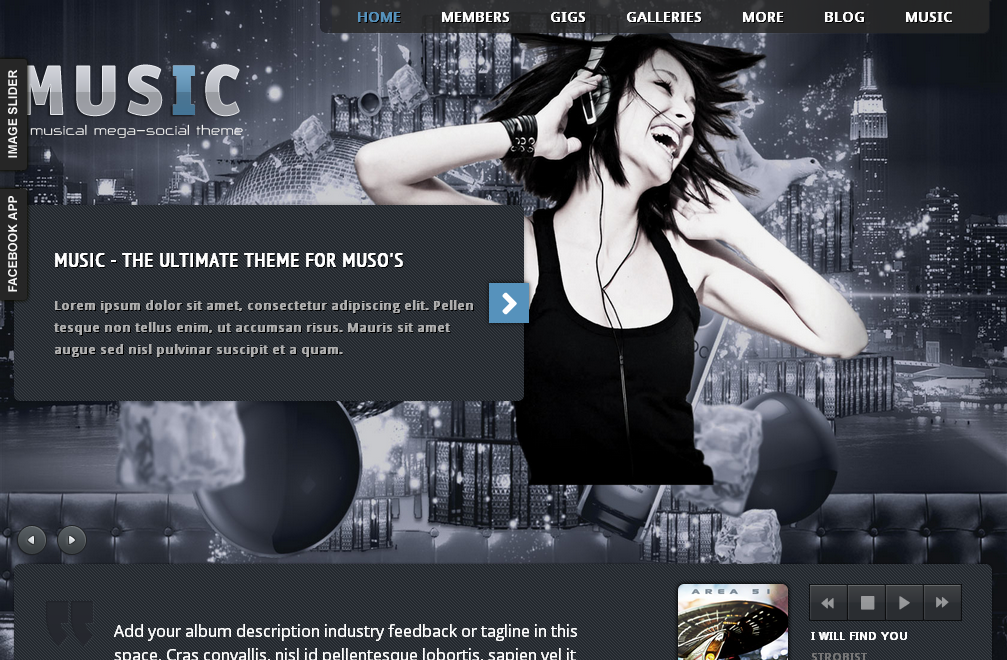 HOME MEMBERS GIGS GALLERIES MORE BLOG MUSIC
IMAGE SLIDER
MUSIC
musical mega-social theme
FACEBOOK APP
MUSIC - THE ULTIMATE THEME FOR MUSO'S
Lorem ipsum dolor sit amet, consectetur adipiscing elit. Pellen
tesque non tellus enim, ut accumsan risus. Mauris sit amet
augue sed nisl pulvinar suscipit et a quam.
Add your album description industry feedback or tagline in this
space. Cras convallis, nisl id pellentesque lobortis, sapien vel it
AREA 51
I WILL FIND YOU
STROBIST